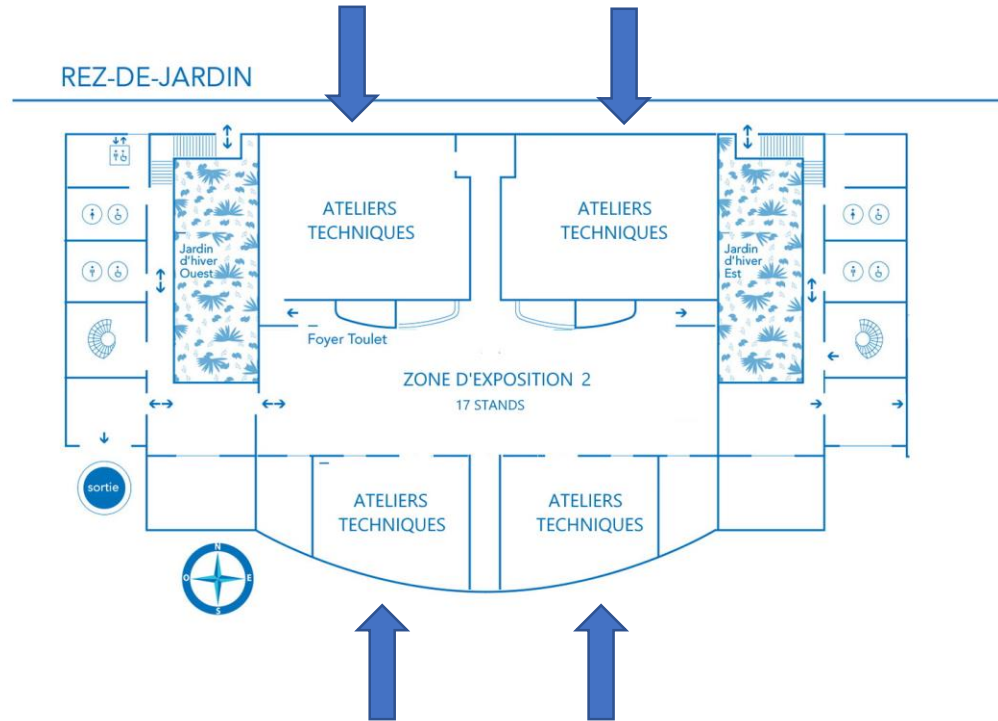 REZ-DE-JARDIN
ATELIERS
TECHNIQUES
ATELIERS
TECHNIQUES
Jardin
d'hiver
Ouest
Jardin
d'hiver
Est
Foyer Toulet
ZONE D'EXPOSITION 2
17 STANDS
sortie
ATELIERS
TECHNIQUES
ATELIERS
TECHNIQUES
N
O
E
S